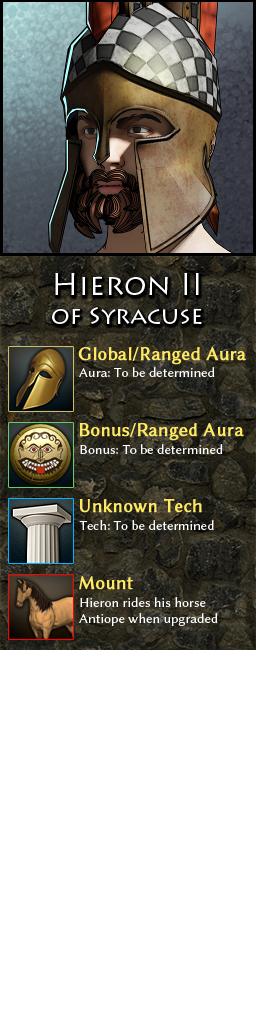 Hieron II
of Syracuse
Global/Ranged Aura
Aura: To be determined
Bonus/Ranged Aura
Bonus: To be determined
Unknown Tech
Tech: To be determined
Mount
Hieron rides his horse
Antiope when upgraded